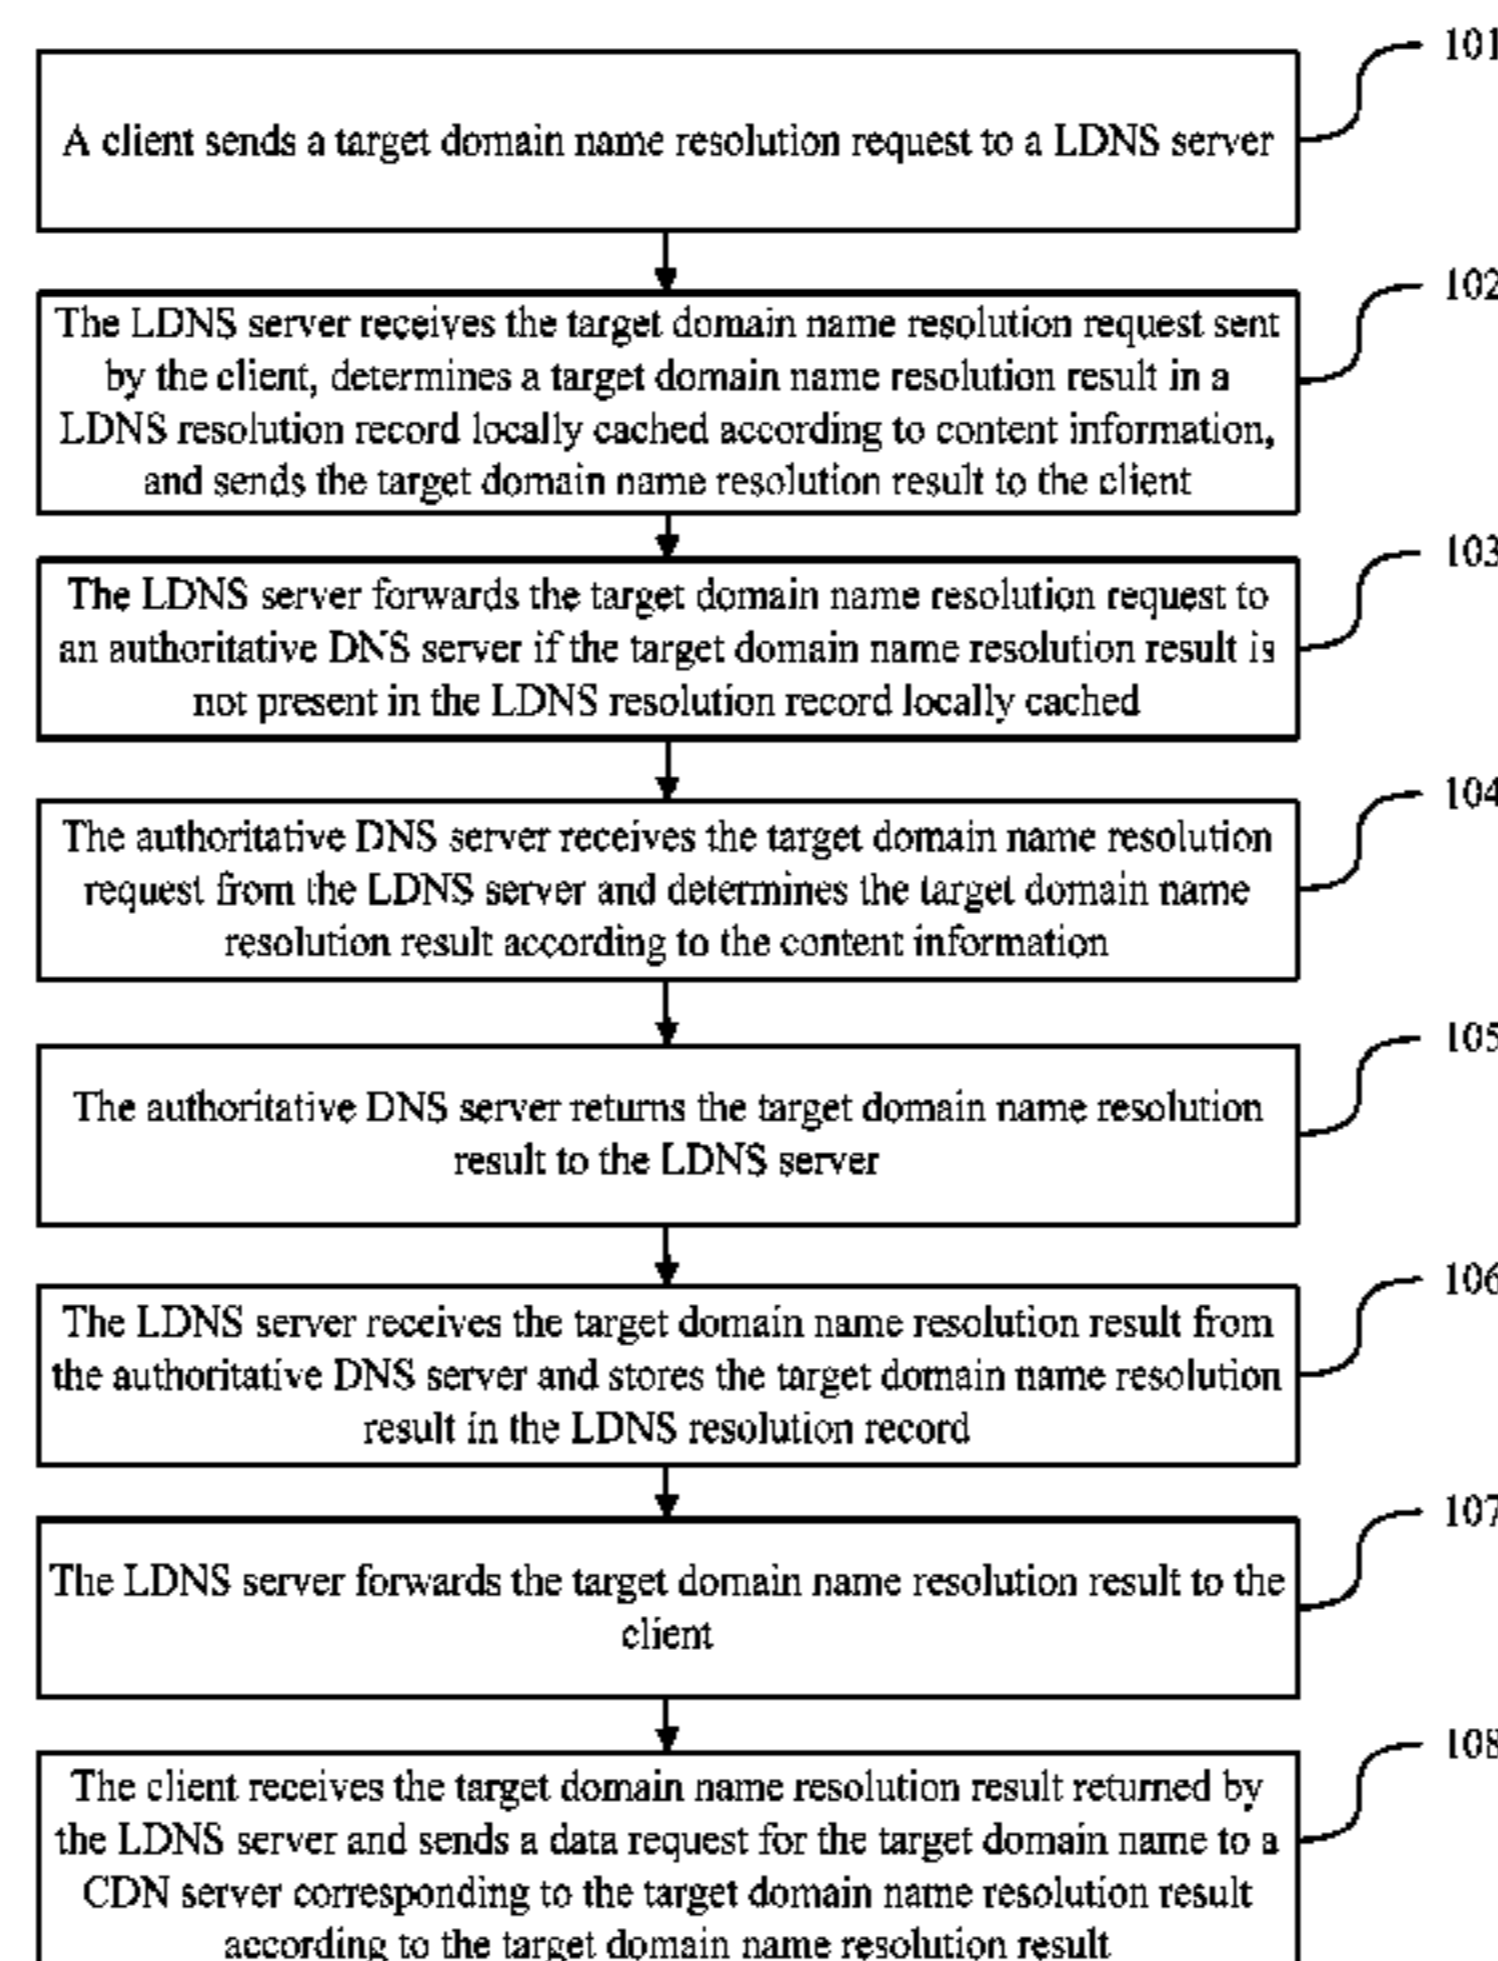 101
A client sends a target domain name resolution request to a LDNS server
102
The LDNS server receives the target domain name resolution request sent
by the client, determines a target domain name resolution result in a
LDNS resolution record locally cached according to content information,
and sends the target domain name resolution result to the client
103
The LDNS server forwards the target domain name resolution request to
an authoritative DNS server if the target domain name resolution result is
not present in the LDNS resolution record locally cached
104
The authoritative DNS server receives the target domain name resolution
request from the LDNS server and determines the target domain name
resolution result according to the content information
105
The authoritative DNS server returns the target domain name resolution
result to the LDNS server
106
The LDNS server receives the target domain name resolution result from
the authoritative DNS server and stores the target domain name resolution
result in the LDNS resolution record
107
The LDNS server forwards the target domain name resolution result to the
client
108
The client receives the target domain name resolution result returned by
the LDNS server and sends a data request for the target domain name to a
CDN server corresponding to the target domain name resolution result
according to the target domain name resolution result